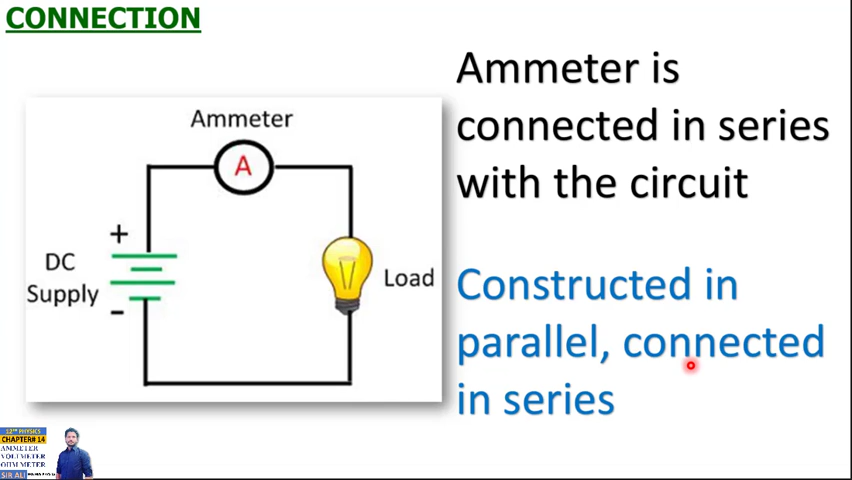 CONNECTION
Ammeter
A
+
DC
Supply
-
Load
Ammeter is
connected in series
with the circuit
Constructed in
parallel, connected
in series
12TH PHYSICS
CHAPTER# 14
AMMETER
VOLTMETER
OHM METER
SIR ALI